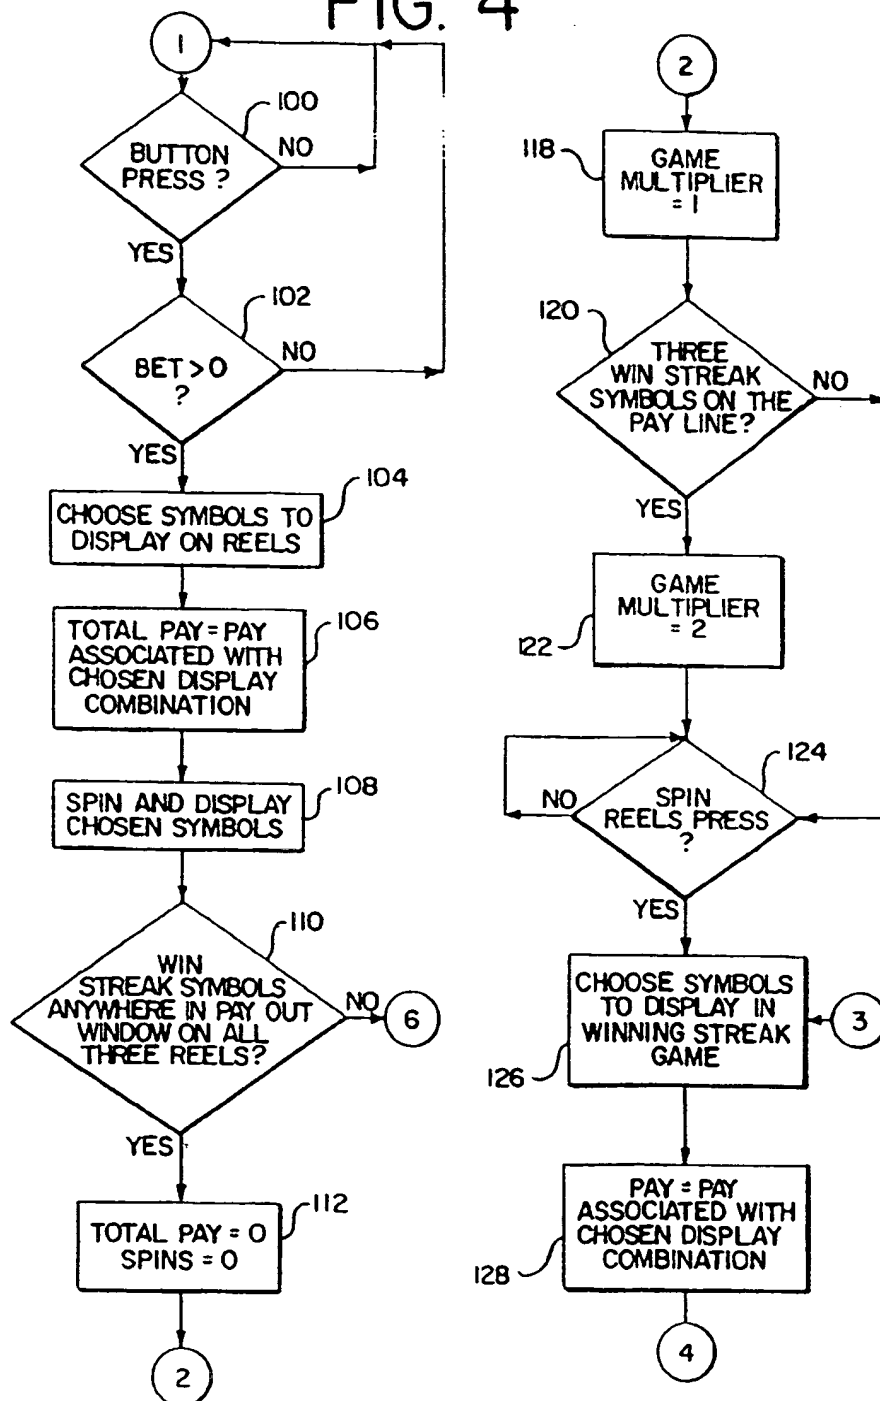 FIG. 4
1
100
BUTTON
PRESS ?
NO
YES
102
BET > 0
?
NO
YES
104
CHOOSE SYMBOLS TO
DISPLAY ON REELS
106
TOTAL PAY = PAY
ASSOCIATED WITH
CHOSEN DISPLAY
COMBINATION
108
SPIN AND DISPLAY
CHOSEN SYMBOLS
110
WIN
STREAK SYMBOLS
ANYWHERE IN PAY OUT
WINDOW ON ALL
THREE REELS?
NO
6
YES
112
TOTAL PAY = 0
SPINS = 0
2
2
118
GAME
MULTIPLIER
= 1
120
THREE
WIN STREAK
SYMBOLS ON THE
PAY LINE?
NO
YES
GAME
MULTIPLIER
= 2
122
124
SPIN
REELS PRESS
?
NO
YES
CHOOSE SYMBOLS
TO DISPLAY IN
WINNING STREAK
GAME
3
126
PAY = PAY
ASSOCIATED WITH
CHOSEN DISPLAY
COMBINATION
128
4